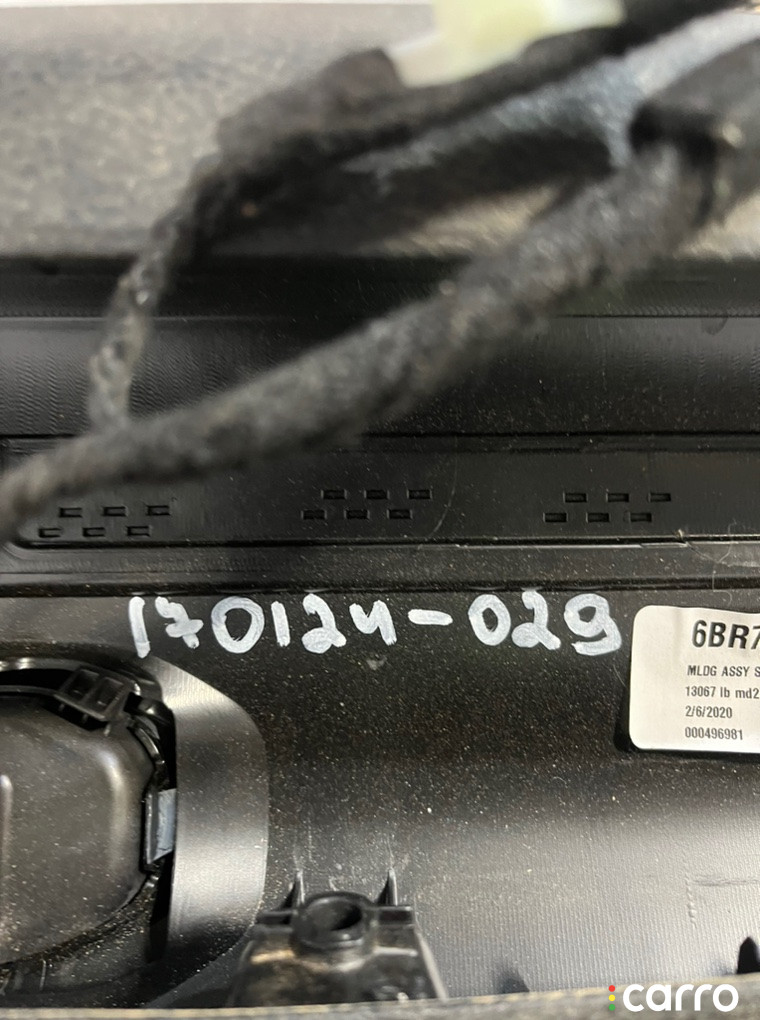 170124-029
6BR7
MLDG ASSY S
13067 lb md2
2/6/2020
000496981
carro